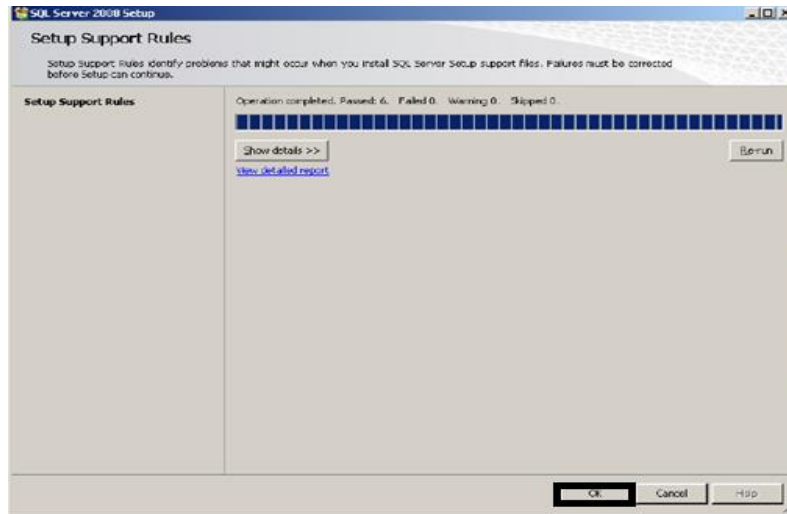 SQL Server 2008 Setup
Setup Support Rules
Setup Support Rules identify problems that might occur when you install SQL Server Setup support files. Failures must be corrected
before Setup can continue.
Setup Support Rules
Operation completed. Passed: 6. Failed 0. Warning 0. Skipped 0.
Show details >>
Re-run
View detailed report
OK
Cancel
Help